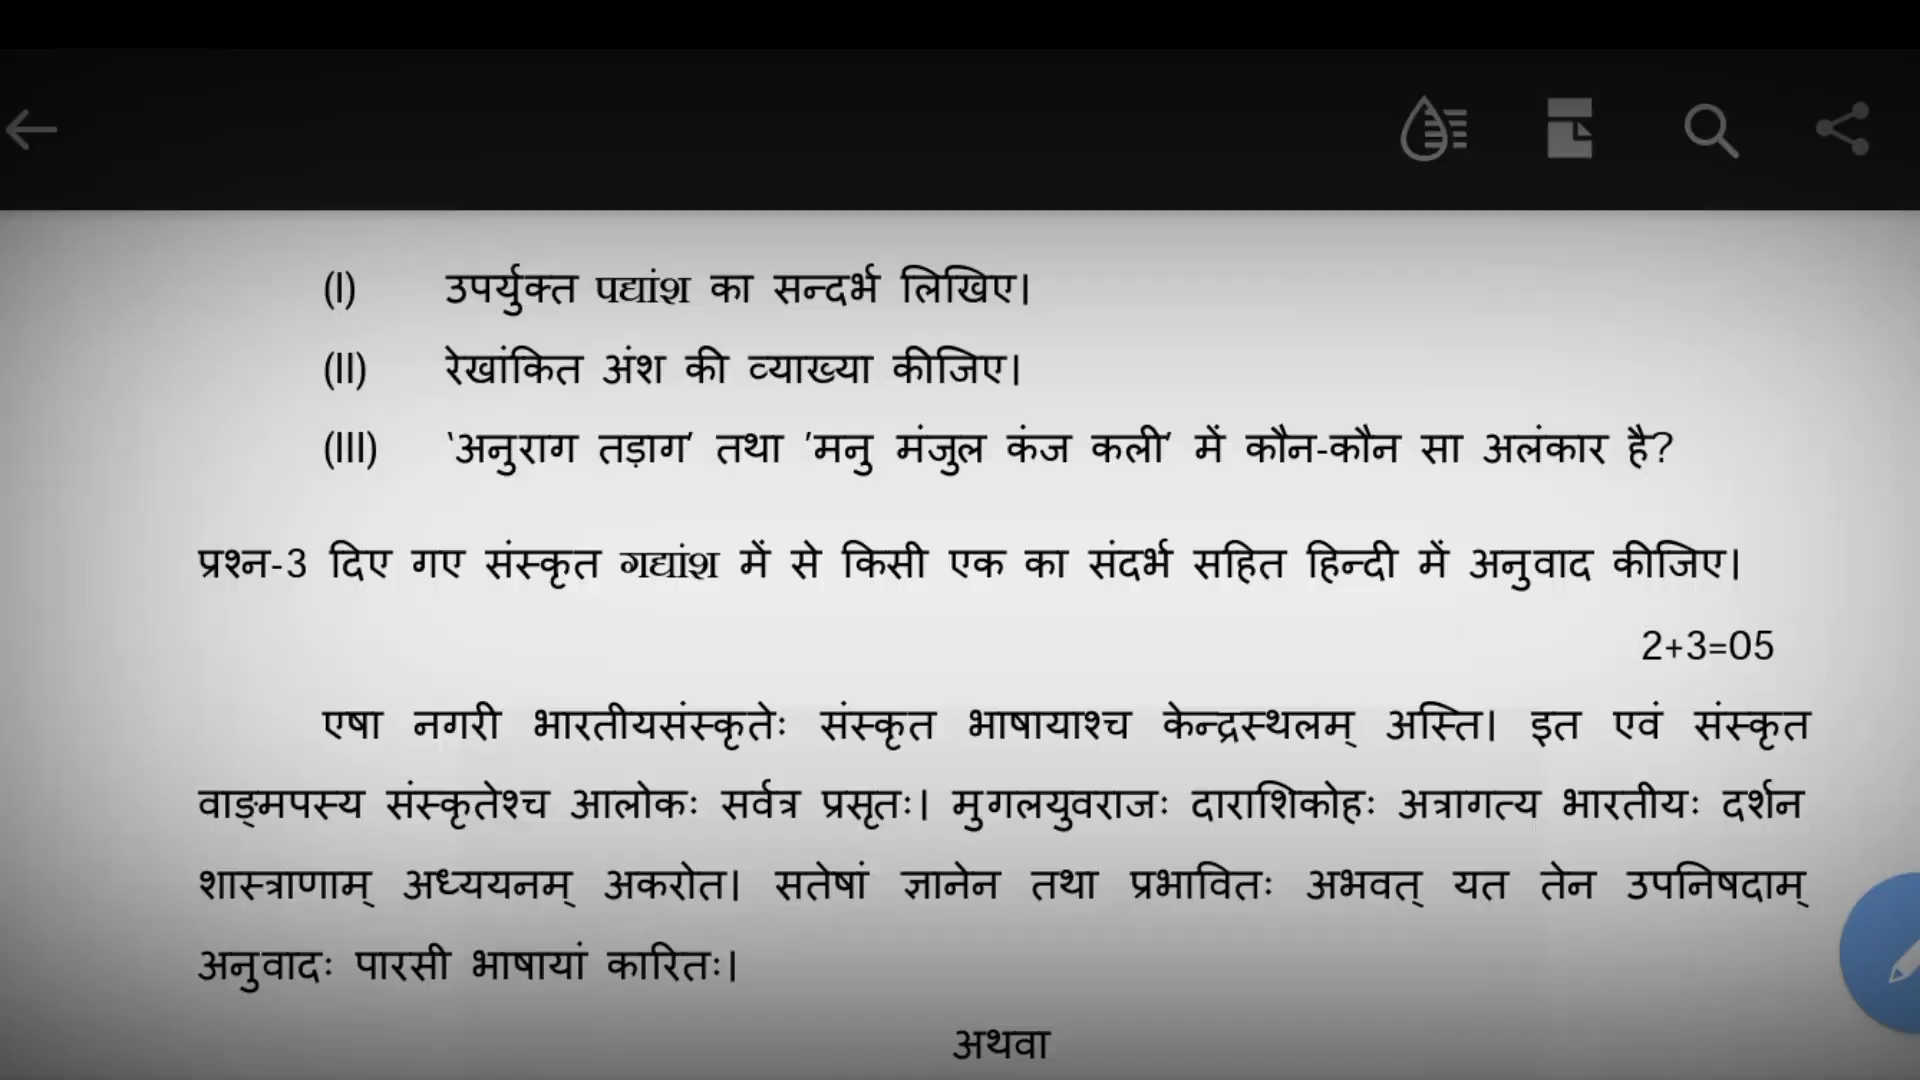 (I) उपर्युक्त पद्यांश का सन्दर्भ लिखिए।
(II) रेखांकित अंश की व्याख्या कीजिए।
(III) 'अनुराग तड़ाग' तथा 'मनु मंजुल कंज कली' में कौन-कौन सा अलंकार है?
प्रश्न-3 दिए गए संस्कृत गद्यांश में से किसी एक का संदर्भ सहित हिन्दी में अनुवाद कीजिए।
2+3=05
एषा नगरी भारतीयसंस्कृतेः संस्कृत भाषायाश्च केन्द्रस्थलम् अस्ति। इत एवं संस्कृत
वाङ्मपस्य संस्कृतेश्च आलोकः सर्वत्र प्रसृतः। मुगलयुवराजः दाराशिकोहः अत्रागत्य भारतीयः दर्शन
शास्त्राणाम् अध्ययनम् अकरोत। सतेषां ज्ञानेन तथा प्रभावितः अभवत् यत तेन उपनिषदाम्
अनुवादः पारसी भाषायां कारितः।
अथवा